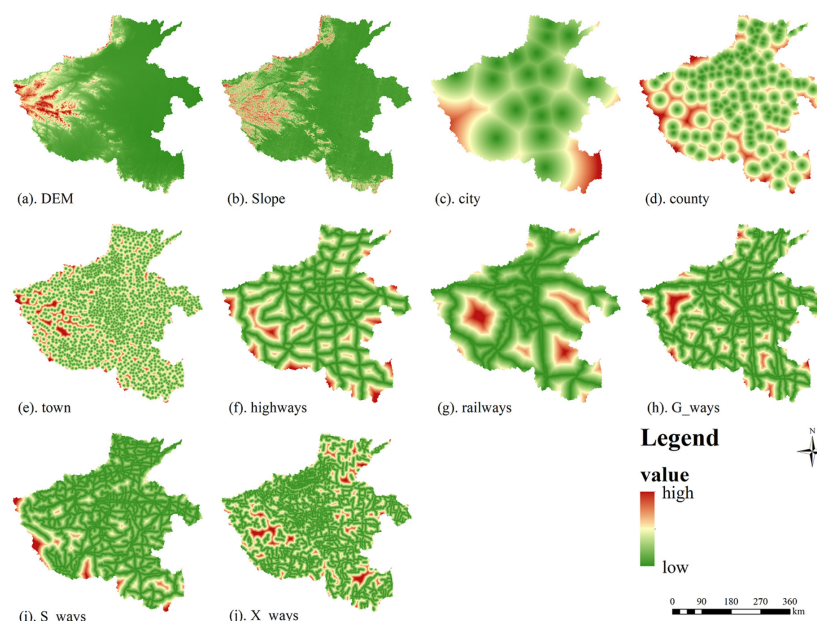 (a). DEM
(b). Slope
(c). city
(d). county
(e). town
(f). highways
(g). railways
(h). G_ways
(i). S_ways
(j). X_ways
N
Legend
value
high
low
0 90 180 270 360
km